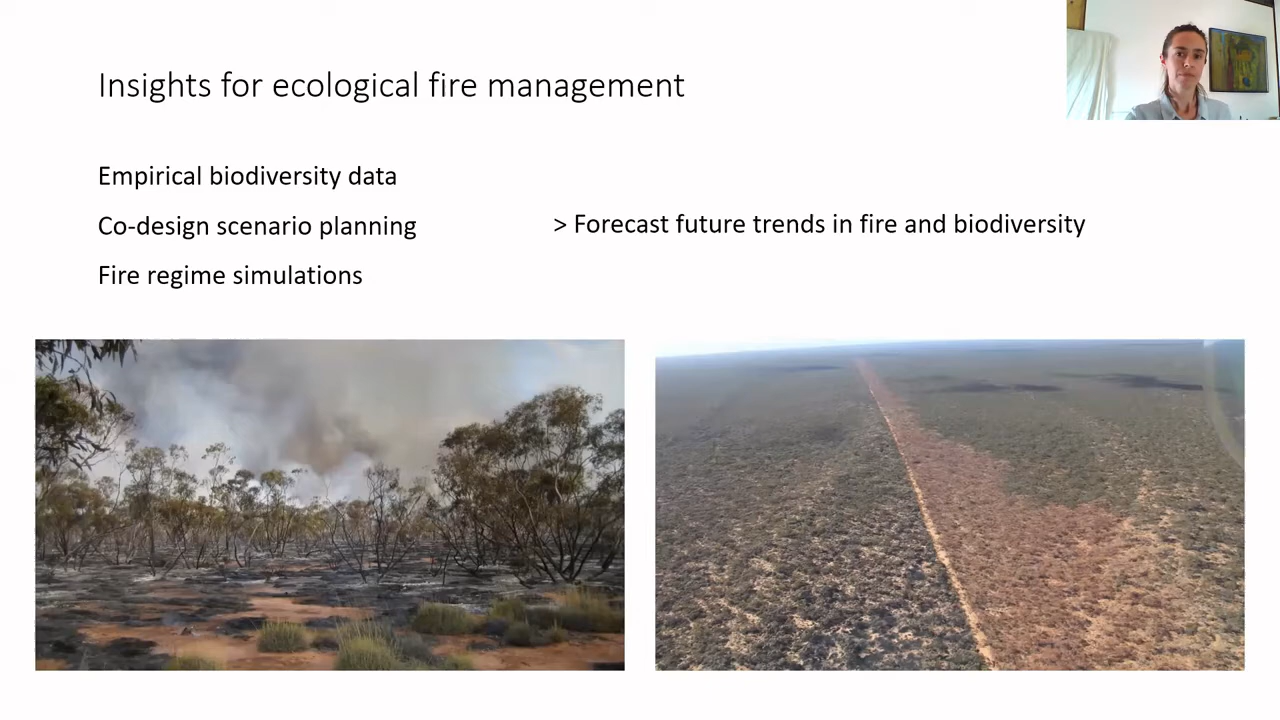 Insights for ecological fire management
Empirical biodiversity data
Co-design scenario planning
> Forecast future trends in fire and biodiversity
Fire regime simulations